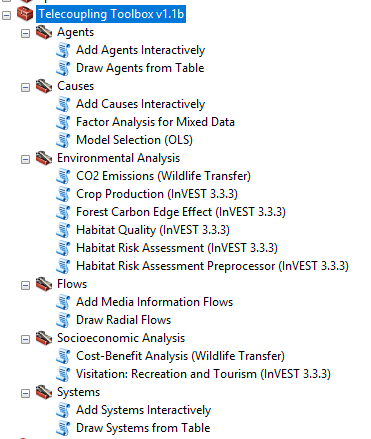 Telecoupling Toolbox v1.1b
Agents
Add Agents Interactively
Draw Agents from Table
Causes
Add Causes Interactively
Factor Analysis for Mixed Data
Model Selection (OLS)
Environmental Analysis
CO2 Emissions (Wildlife Transfer)
Crop Production (InVEST 3.3.3)
Forest Carbon Edge Effect (InVEST 3.3.3)
Habitat Quality (InVEST 3.3.3)
Habitat Risk Assessment (InVEST 3.3.3)
Habitat Risk Assessment Preprocessor (InVEST 3.3.3)
Flows
Add Media Information Flows
Draw Radial Flows
Socioeconomic Analysis
Cost-Benefit Analysis (Wildlife Transfer)
Visitation: Recreation and Tourism (InVEST 3.3.3)
Systems
Add Systems Interactively
Draw Systems from Table